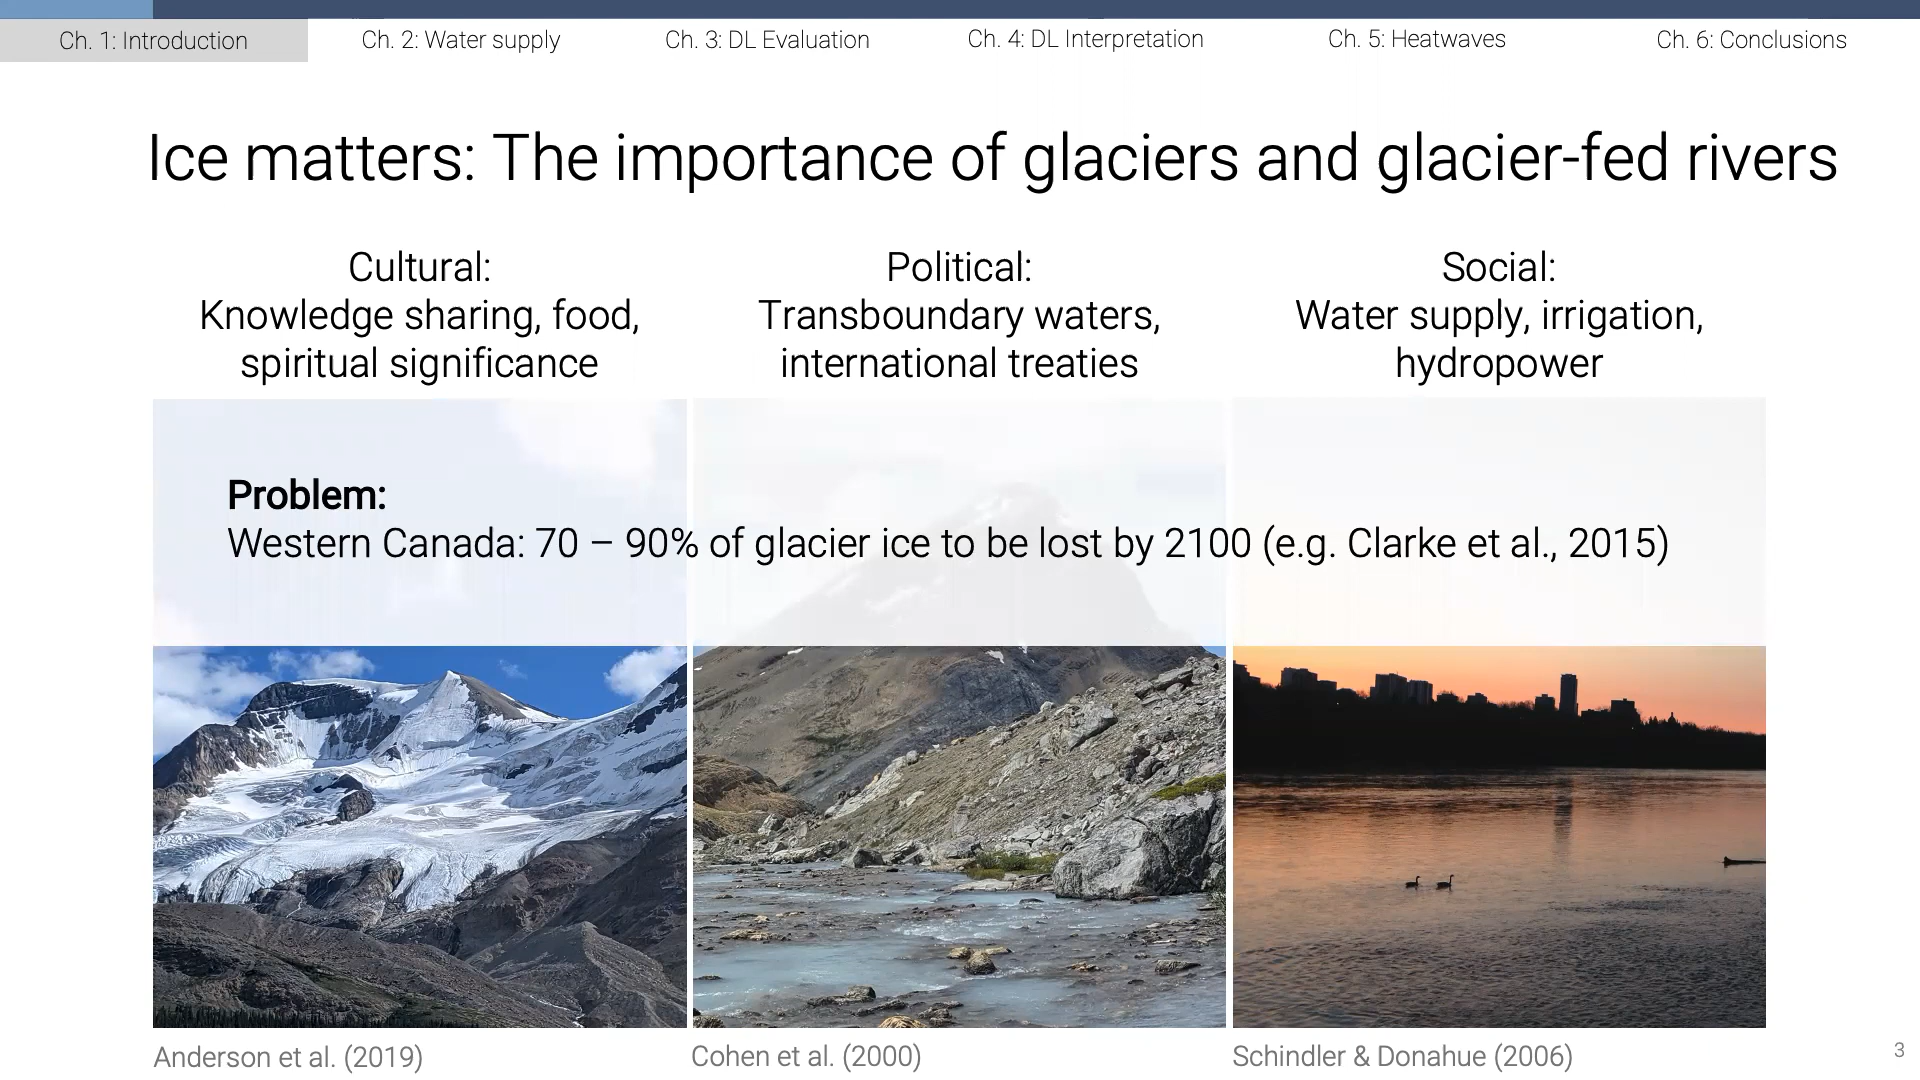 Ch. 1: Introduction
Ch. 2: Water supply
Ch. 3: DL Evaluation
Ch. 4: DL Interpretation
Ch. 5: Heatwaves
Ch. 6: Conclusions
Ice matters: The importance of glaciers and glacier-fed rivers
Cultural:
Knowledge sharing, food,
spiritual significance
Political:
Transboundary waters,
international treaties
Social:
Water supply, irrigation,
hydropower
Problem:
Western Canada: 70 – 90% of glacier ice to be lost by 2100 (e.g. Clarke et al., 2015)
Anderson et al. (2019)
Cohen et al. (2000)
Schindler & Donahue (2006)
3